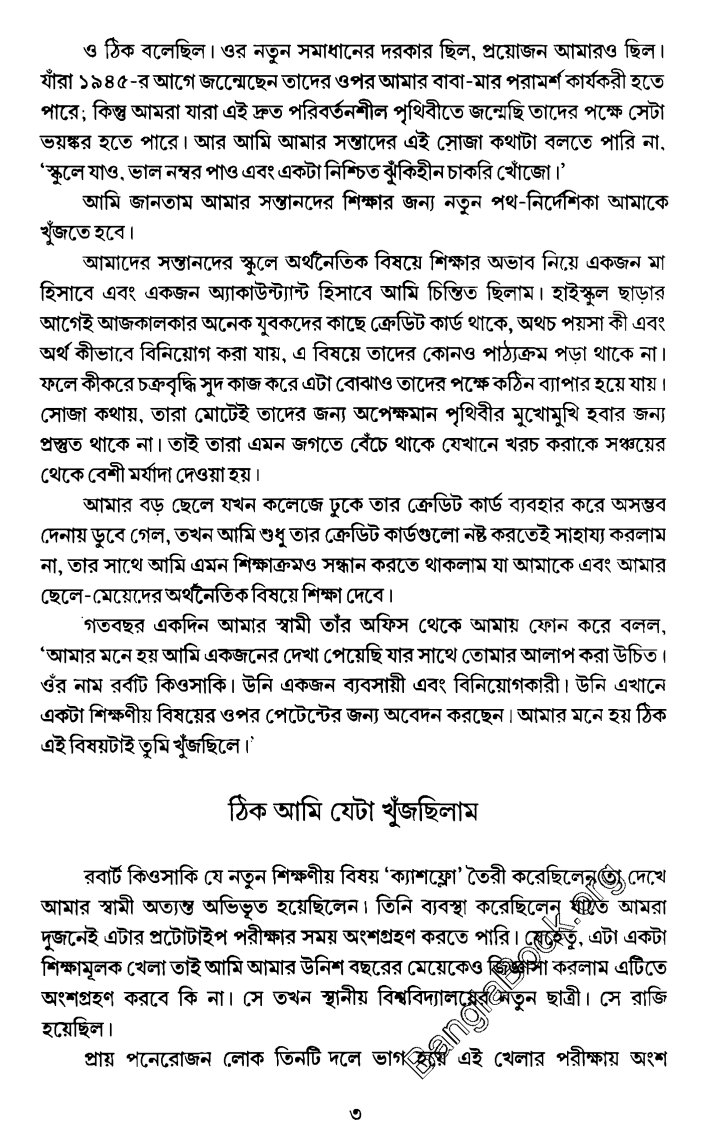 ও ঠিক বলেছিল। ওর নতুন সমাধানের দরকার ছিল, প্রয়োজন আমারও ছিল।
যাঁরা ১৯৪৫-র আগে জন্মেছেন তাদের ওপর আমার বাবা-মার পরামর্শ কার্যকরী হতে
পারে; কিন্তু আমরা যারা এই দ্রুত পরিবর্তনশীল পৃথিবীতে জন্মেছি তাদের পক্ষে সেটা
ভয়ঙ্কর হতে পারে। আর আমি আমার সন্তাদের এই সোজা কথাটা বলতে পারি না,
‘স্কুলে যাও, ভাল নম্বর পাও এবং একটা নিশ্চিত ঝুঁকিহীন চাকরি খোঁজো।’
আমি জানতাম আমার সন্তানদের শিক্ষার জন্য নতুন পথ-নির্দেশিকা আমাকে
খুঁজতে হবে।
আমাদের সন্তানদের স্কুলে অর্থনৈতিক বিষয়ে শিক্ষার অভাব নিয়ে একজন মা
হিসাবে এবং একজন অ্যাকাউন্ট্যান্ট হিসাবে আমি চিন্তিত ছিলাম। হাইস্কুল ছাড়ার
আগেই আজকালকার অনেক যুবকদের কাছে ক্রেডিট কার্ড থাকে, অথচ পয়সা কী এবং
অর্থ কীভাবে বিনিয়োগ করা যায়, এ বিষয়ে তাদের কোনও পাঠ্যক্রম পড়া থাকে না।
ফলে কীকরে চক্রবৃদ্ধি সুদ কাজ করে এটা বোঝাও তাদের পক্ষে কঠিন ব্যাপার হয়ে যায়।
সোজা কথায়, তারা মোটেই তাদের জন্য অপেক্ষমান পৃথিবীর মুখোমুখি হবার জন্য
প্রস্তুত থাকে না। তাই তারা এমন জগতে বেঁচে থাকে যেখানে খরচ করাকে সঞ্চয়ের
থেকে বেশী মর্যাদা দেওয়া হয়।
আমার বড় ছেলে যখন কলেজে ঢুকে তার ক্রেডিট কার্ড ব্যবহার করে অসম্ভব
দেনায় ডুবে গেল, তখন আমি শুধু তার ক্রেডিট কার্ডগুলো নষ্ট করতেই সাহায্য করলাম
না, তার সাথে আমি এমন শিক্ষাক্রমও সন্ধান করতে থাকলাম যা আমাকে এবং আমার
ছেলে-মেয়েদের অর্থনৈতিক বিষয়ে শিক্ষা দেবে।
গতবছর একদিন আমার স্বামী তাঁর অফিস থেকে আমায় ফোন করে বলল,
‘আমার মনে হয় আমি একজনের দেখা পেয়েছি যার সাথে তোমার আলাপ করা উচিত।
ওঁর নাম রর্বাট কিওসাকি। উনি একজন ব্যবসায়ী এবং বিনিয়োগকারী। উনি এখানে
একটা শিক্ষণীয় বিষয়ের ওপর পেটেন্টের জন্য অবেদন করছেন। আমার মনে হয় ঠিক
এই বিষয়টাই তুমি খুঁজছিলে।’
ঠিক আমি যেটা খুঁজছিলাম
রবার্ট কিওসাকি যে নতুন শিক্ষণীয় বিষয় ‘ক্যাশফ্লো’ তৈরী করেছিলেন তা দেখে
আমার স্বামী অত্যন্ত অভিভূত হয়েছিলেন। তিনি ব্যবস্থা করেছিলেন যাতে আমরা
দুজনেই এটার প্রটোটাইপ পরীক্ষার সময় অংশগ্রহণ করতে পারি। যেহেতু, এটা একটা
শিক্ষামূলক খেলা তাই আমি আমার উনিশ বছরের মেয়েকেও জিজ্ঞাসা করলাম এটিতে
অংশগ্রহণ করবে কি না। সে তখন স্থানীয় বিশ্ববিদ্যালয়ের নতুন ছাত্রী। সে রাজি
হয়েছিল।
প্রায় পনেরোজন লোক তিনটি দলে ভাগ হয়ে এই খেলার পরীক্ষায় অংশ
BanglaBook.org
৩